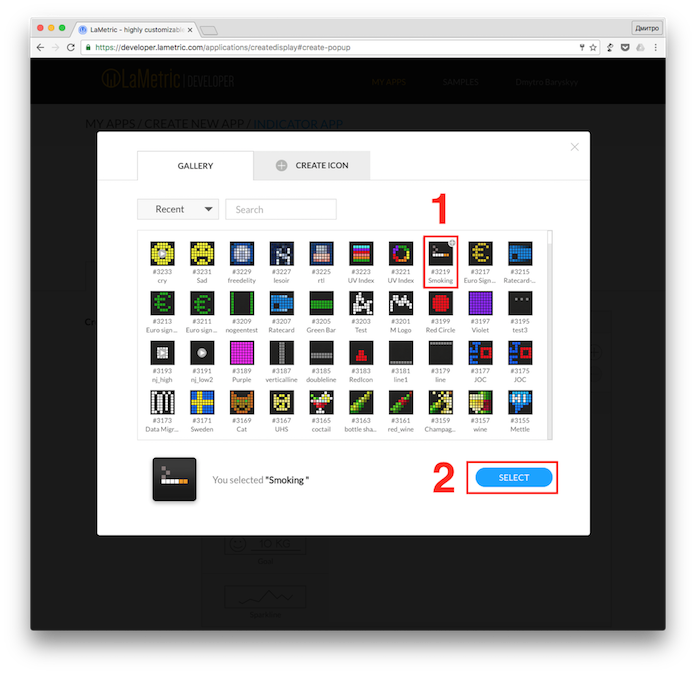 LaMetric - highly customizable
Дмитро
https://developer.lametric.com/applications/createdisplay#create-popup
LaMetric DEVELOPER
MY APPS SAMPLES Dmytro Baryskyy
MY APPS / CREATE NEW APP / INDICATOR APP
GALLERY
CREATE ICON
1
Recent
Search
#3233 #3231 #3229 #3227 #3225 #3223 #3221 #3219 #3217 #3215
cry Sad freedelity lesoir rtl UV Index UV Index Smoking Euro Sign... Ratecard-...
#3213 #3211 #3209 #3207 #3205 #3203 #3201 #3199 #3197 #3195
Euro sign ... Euro sign ... nogeentest Ratecard Green Bar Test M Logo Red Circle Violet test3
#3193 #3191 #3189 #3187 #3185 #3183 #3181 #3179 #3177 #3175
nj_high nj_low2 Purple verticalline doubleline RedIcon line1 line JOC JOC
#3173 #3171 #3169 #3167 #3165 #3163 #3161 #3159 #3157 #3155
Data Migr... Sweden Cat UHS coctail bottle sha... red_wine Champag... wine Mettle
You selected "Smoking "
2
SELECT